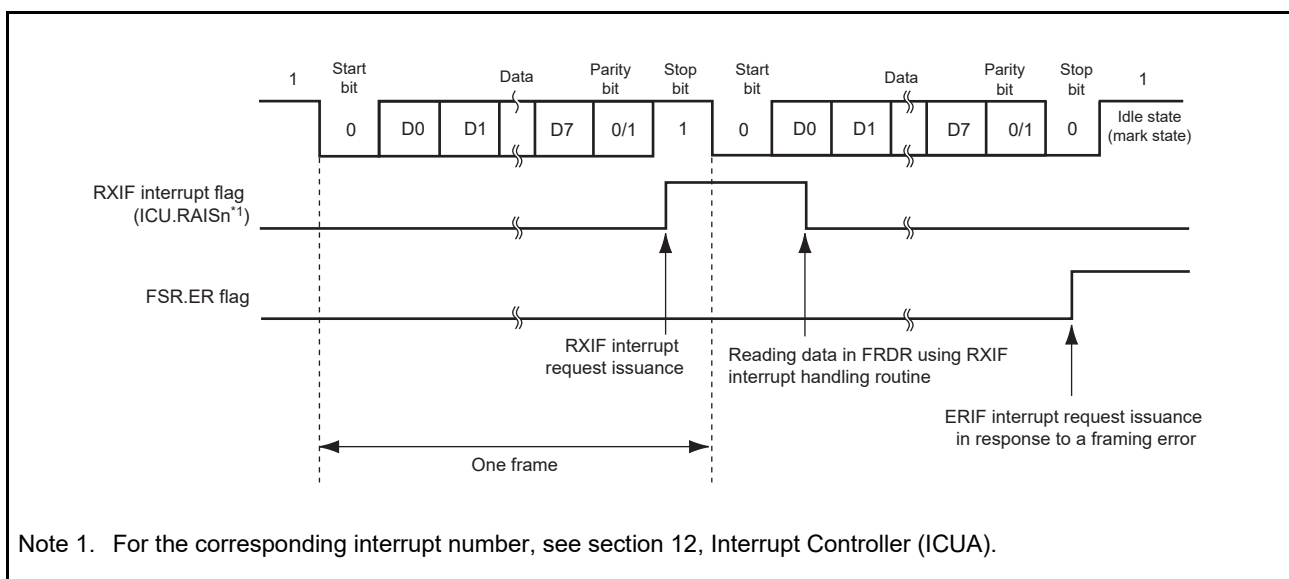 1 Start bit Data Parity bit Stop bit Start bit Data Parity bit Stop bit 1
0 D0 D1 D7 0/1 1 0 D0 D1 D7 0/1 0 Idle state (mark state)
RXIF interrupt flag
(ICU.RAISn*1)
FSR.ER flag
RXIF interrupt
request issuance
Reading data in FRDR using RXIF
interrupt handling routine
ERIF interrupt request issuance
in response to a framing error
One frame
Note 1. For the corresponding interrupt number, see section 12, Interrupt Controller (ICUA).